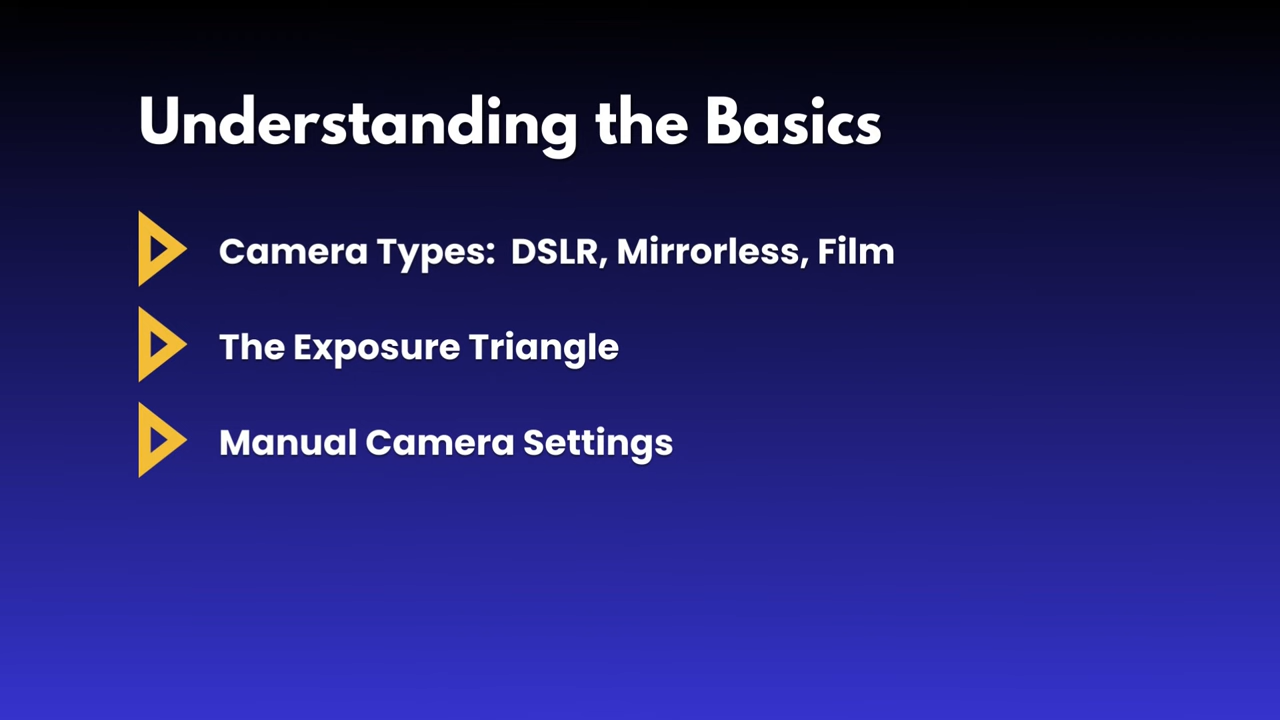 Understanding the Basics
Camera Types:  DSLR, Mirrorless, Film
The Exposure Triangle
Manual Camera Settings